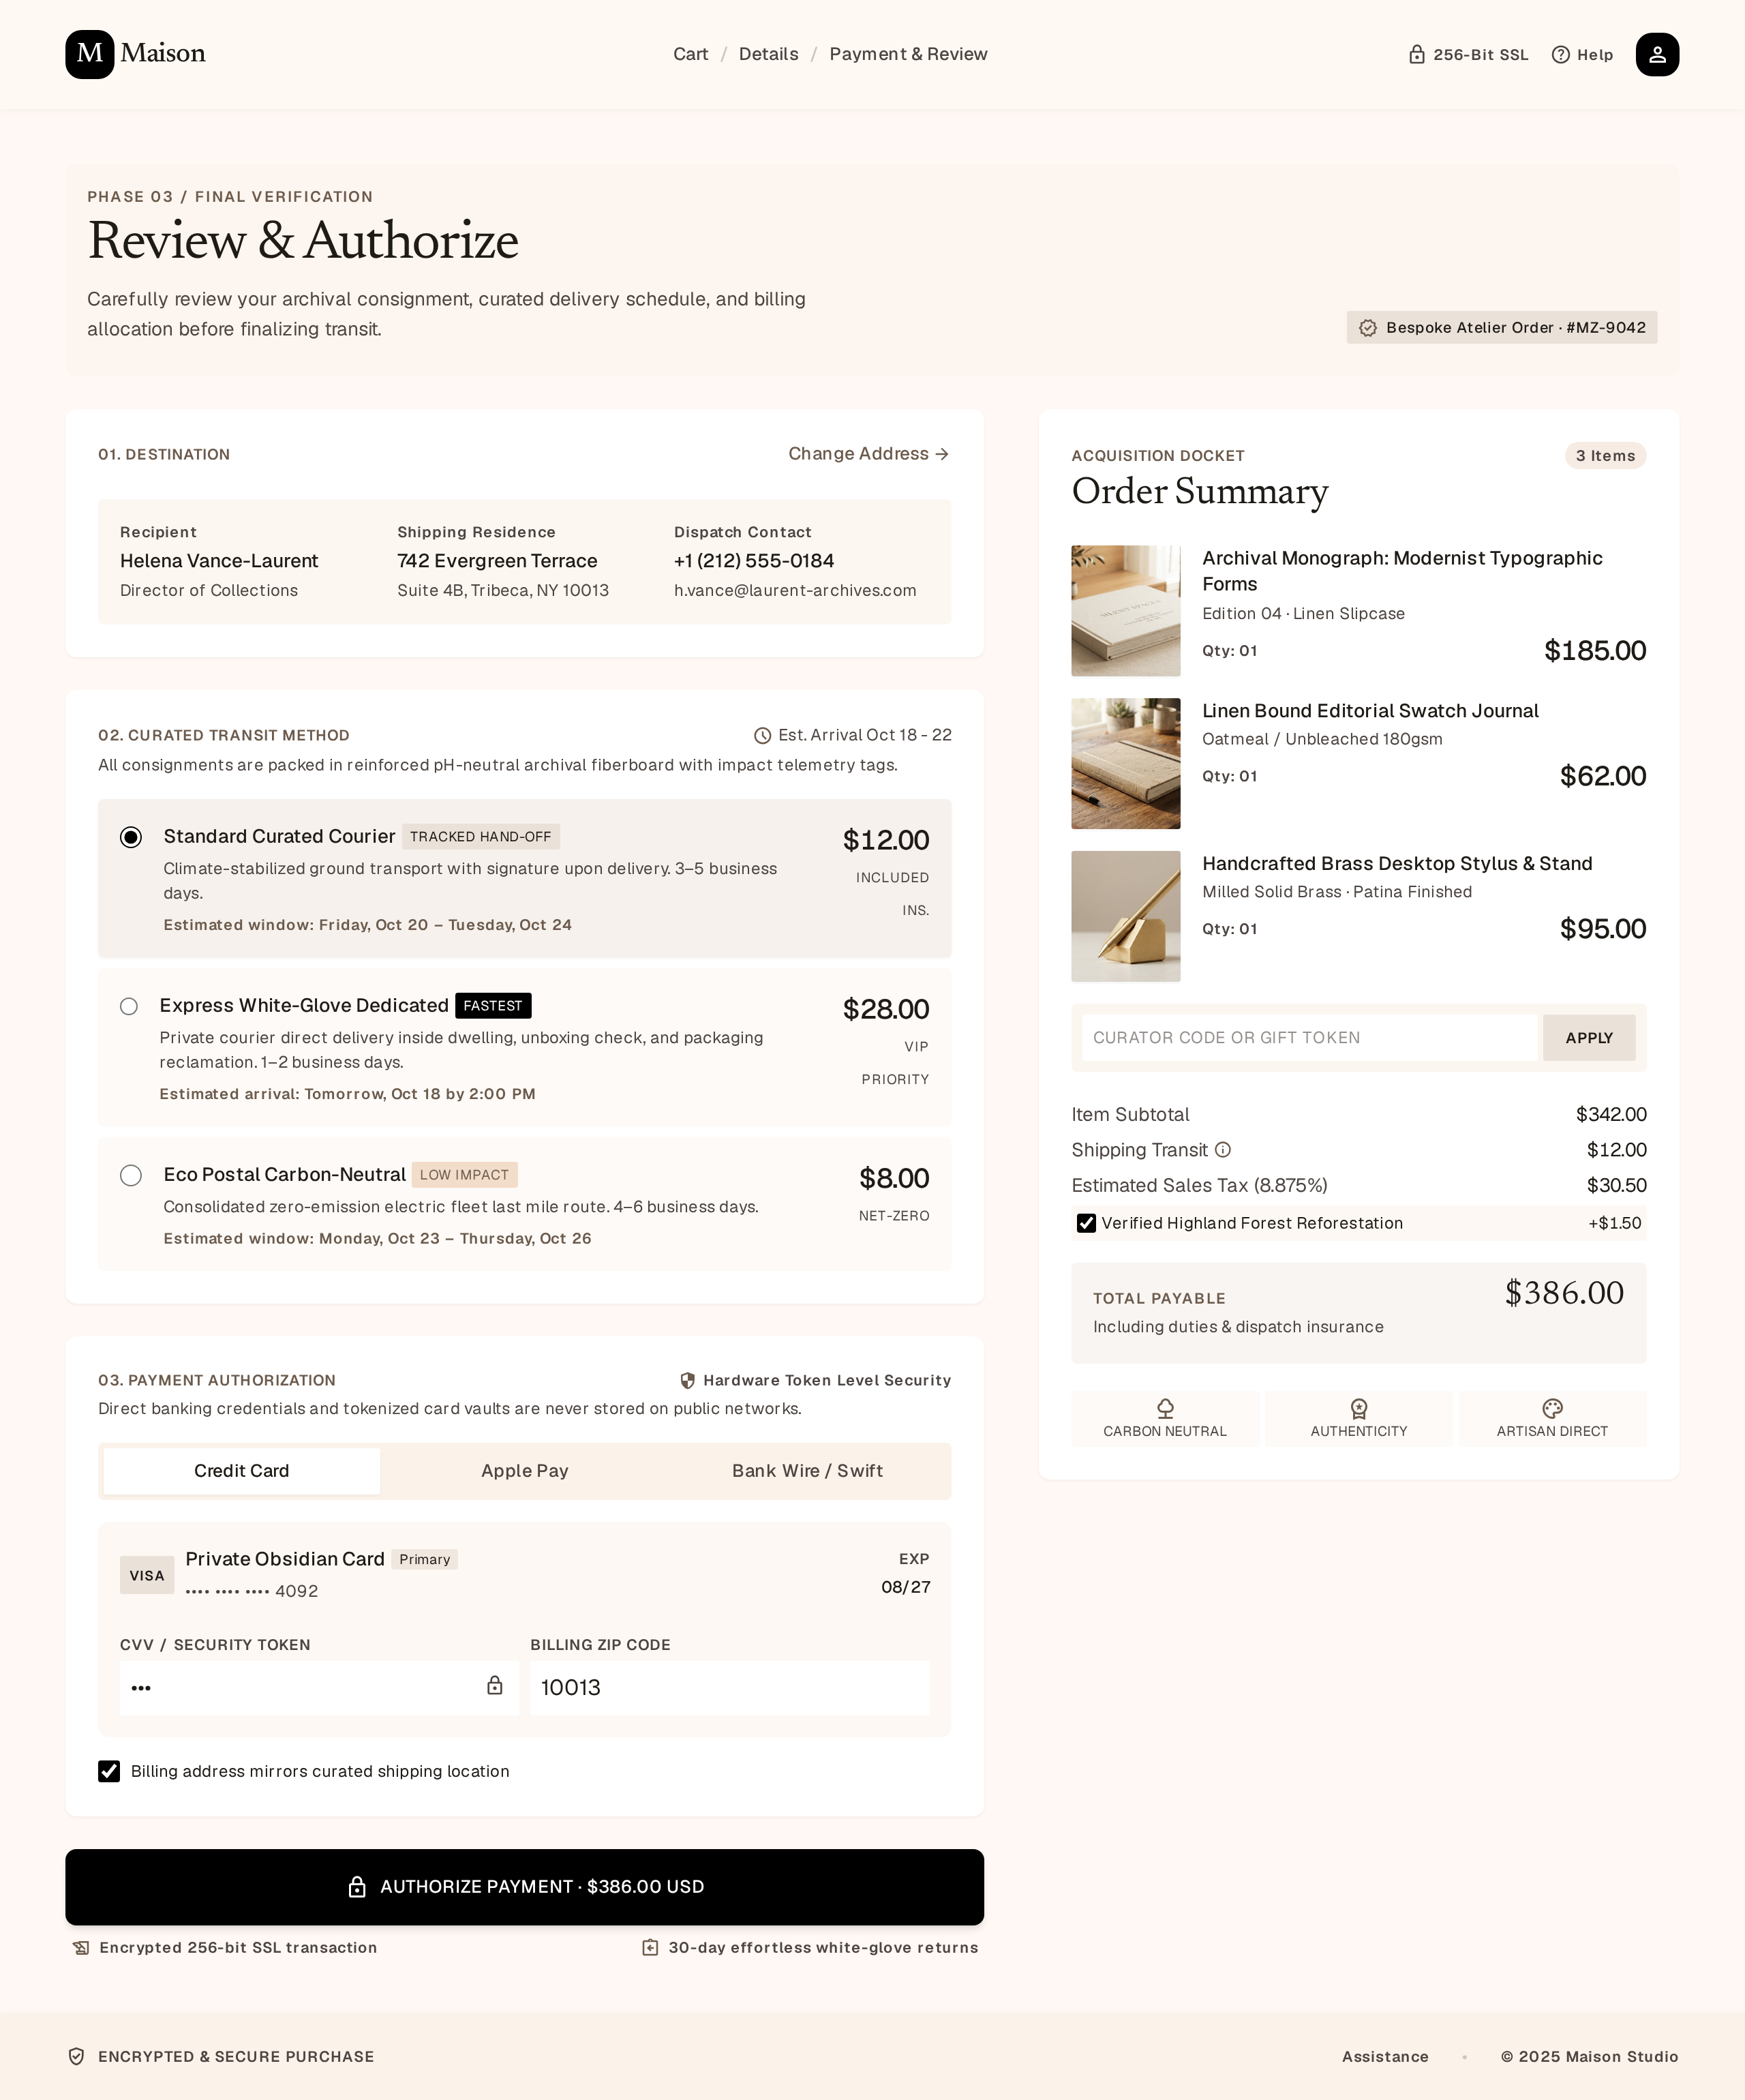 M Maison
Cart / Details / Payment & Review
256-Bit SSL
Help
PHASE 03 / FINAL VERIFICATION
Review & Authorize
Carefully review your archival consignment, curated delivery schedule, and billing
allocation before finalizing transit.
Bespoke Atelier Order · #MZ-9042
01. DESTINATION
Change Address →
Recipient
Helena Vance-Laurent
Director of Collections
Shipping Residence
742 Evergreen Terrace
Suite 4B, Tribeca, NY 10013
Dispatch Contact
+1 (212) 555-0184
h.vance@laurent-archives.com
02. CURATED TRANSIT METHOD
Est. Arrival Oct 18 - 22
All consignments are packed in reinforced pH-neutral archival fiberboard with impact telemetry tags.
Standard Curated Courier TRACKED HAND-OFF
Climate-stabilized ground transport with signature upon delivery. 3–5 business
days.
Estimated window: Friday, Oct 20 – Tuesday, Oct 24
$12.00
INCLUDED
INS.
Express White-Glove Dedicated FASTEST
Private courier direct delivery inside dwelling, unboxing check, and packaging
reclamation. 1–2 business days.
Estimated arrival: Tomorrow, Oct 18 by 2:00 PM
$28.00
VIP
PRIORITY
Eco Postal Carbon-Neutral LOW IMPACT
Consolidated zero-emission electric fleet last mile route. 4–6 business days.
Estimated window: Monday, Oct 23 – Thursday, Oct 26
$8.00
NET-ZERO
03. PAYMENT AUTHORIZATION
Hardware Token Level Security
Direct banking credentials and tokenized card vaults are never stored on public networks.
Credit Card
Apple Pay
Bank Wire / Swift
VISA
Private Obsidian Card Primary
•••• •••• •••• 4092
EXP
08/27
CVV / SECURITY TOKEN
•••
BILLING ZIP CODE
10013
Billing address mirrors curated shipping location
AUTHORIZE PAYMENT · $386.00 USD
Encrypted 256-bit SSL transaction
30-day effortless white-glove returns
ACQUISITION DOCKET
3 Items
Order Summary
Archival Monograph: Modernist Typographic
Forms
Edition 04 · Linen Slipcase
Qty: 01
$185.00
Linen Bound Editorial Swatch Journal
Oatmeal / Unbleached 180gsm
Qty: 01
$62.00
Handcrafted Brass Desktop Stylus & Stand
Milled Solid Brass · Patina Finished
Qty: 01
$95.00
CURATOR CODE OR GIFT TOKEN
APPLY
Item Subtotal
$342.00
Shipping Transit
$12.00
Estimated Sales Tax (8.875%)
$30.50
Verified Highland Forest Reforestation
+$1.50
TOTAL PAYABLE
$386.00
Including duties & dispatch insurance
CARBON NEUTRAL
AUTHENTICITY
ARTISAN DIRECT
ENCRYPTED & SECURE PURCHASE
Assistance • © 2025 Maison Studio